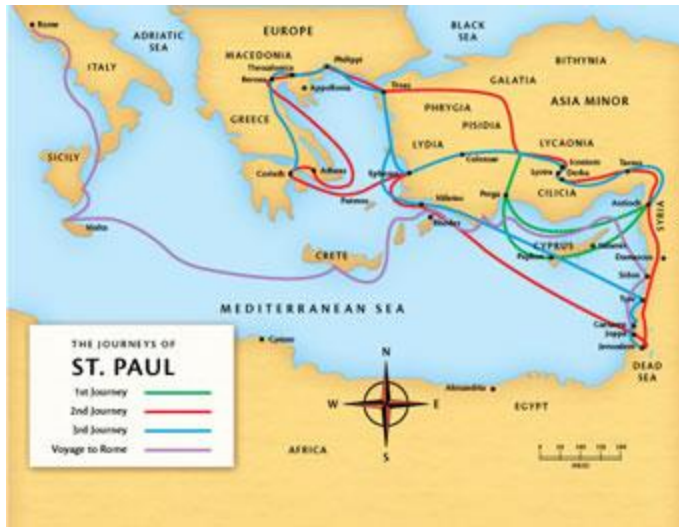 Rome
ADRIATIC
SEA
EUROPE
BLACK
SEA
ITALY
MACEDONIA
Philippi
BITHYNIA
Thessalonica
Beroea
Appollonia
Troas
GALATIA
ASIA MINOR
PHRYGIA
PISIDIA
GREECE
LYDIA
LYCAONIA
SICILY
Corinth
Athens
Ephesus
Colossae
Iconium
Lystra
Derbe
Tarsus
CILICIA
Patmos
Miletus
Perga
Antioch
SYRIA
Malta
Rhodes
CRETE
CYPRUS
Paphos
Salamis
Damascus
Sidon
Tyre
MEDITERRANEAN SEA
Caesarea
Joppa
Jerusalem
DEAD
SEA
Cyrene
Alexandria
EGYPT
AFRICA
N
W
E
S
THE JOURNEYS OF
ST. PAUL
1st Journey
2nd Journey
3rd Journey
Voyage to Rome
MILES